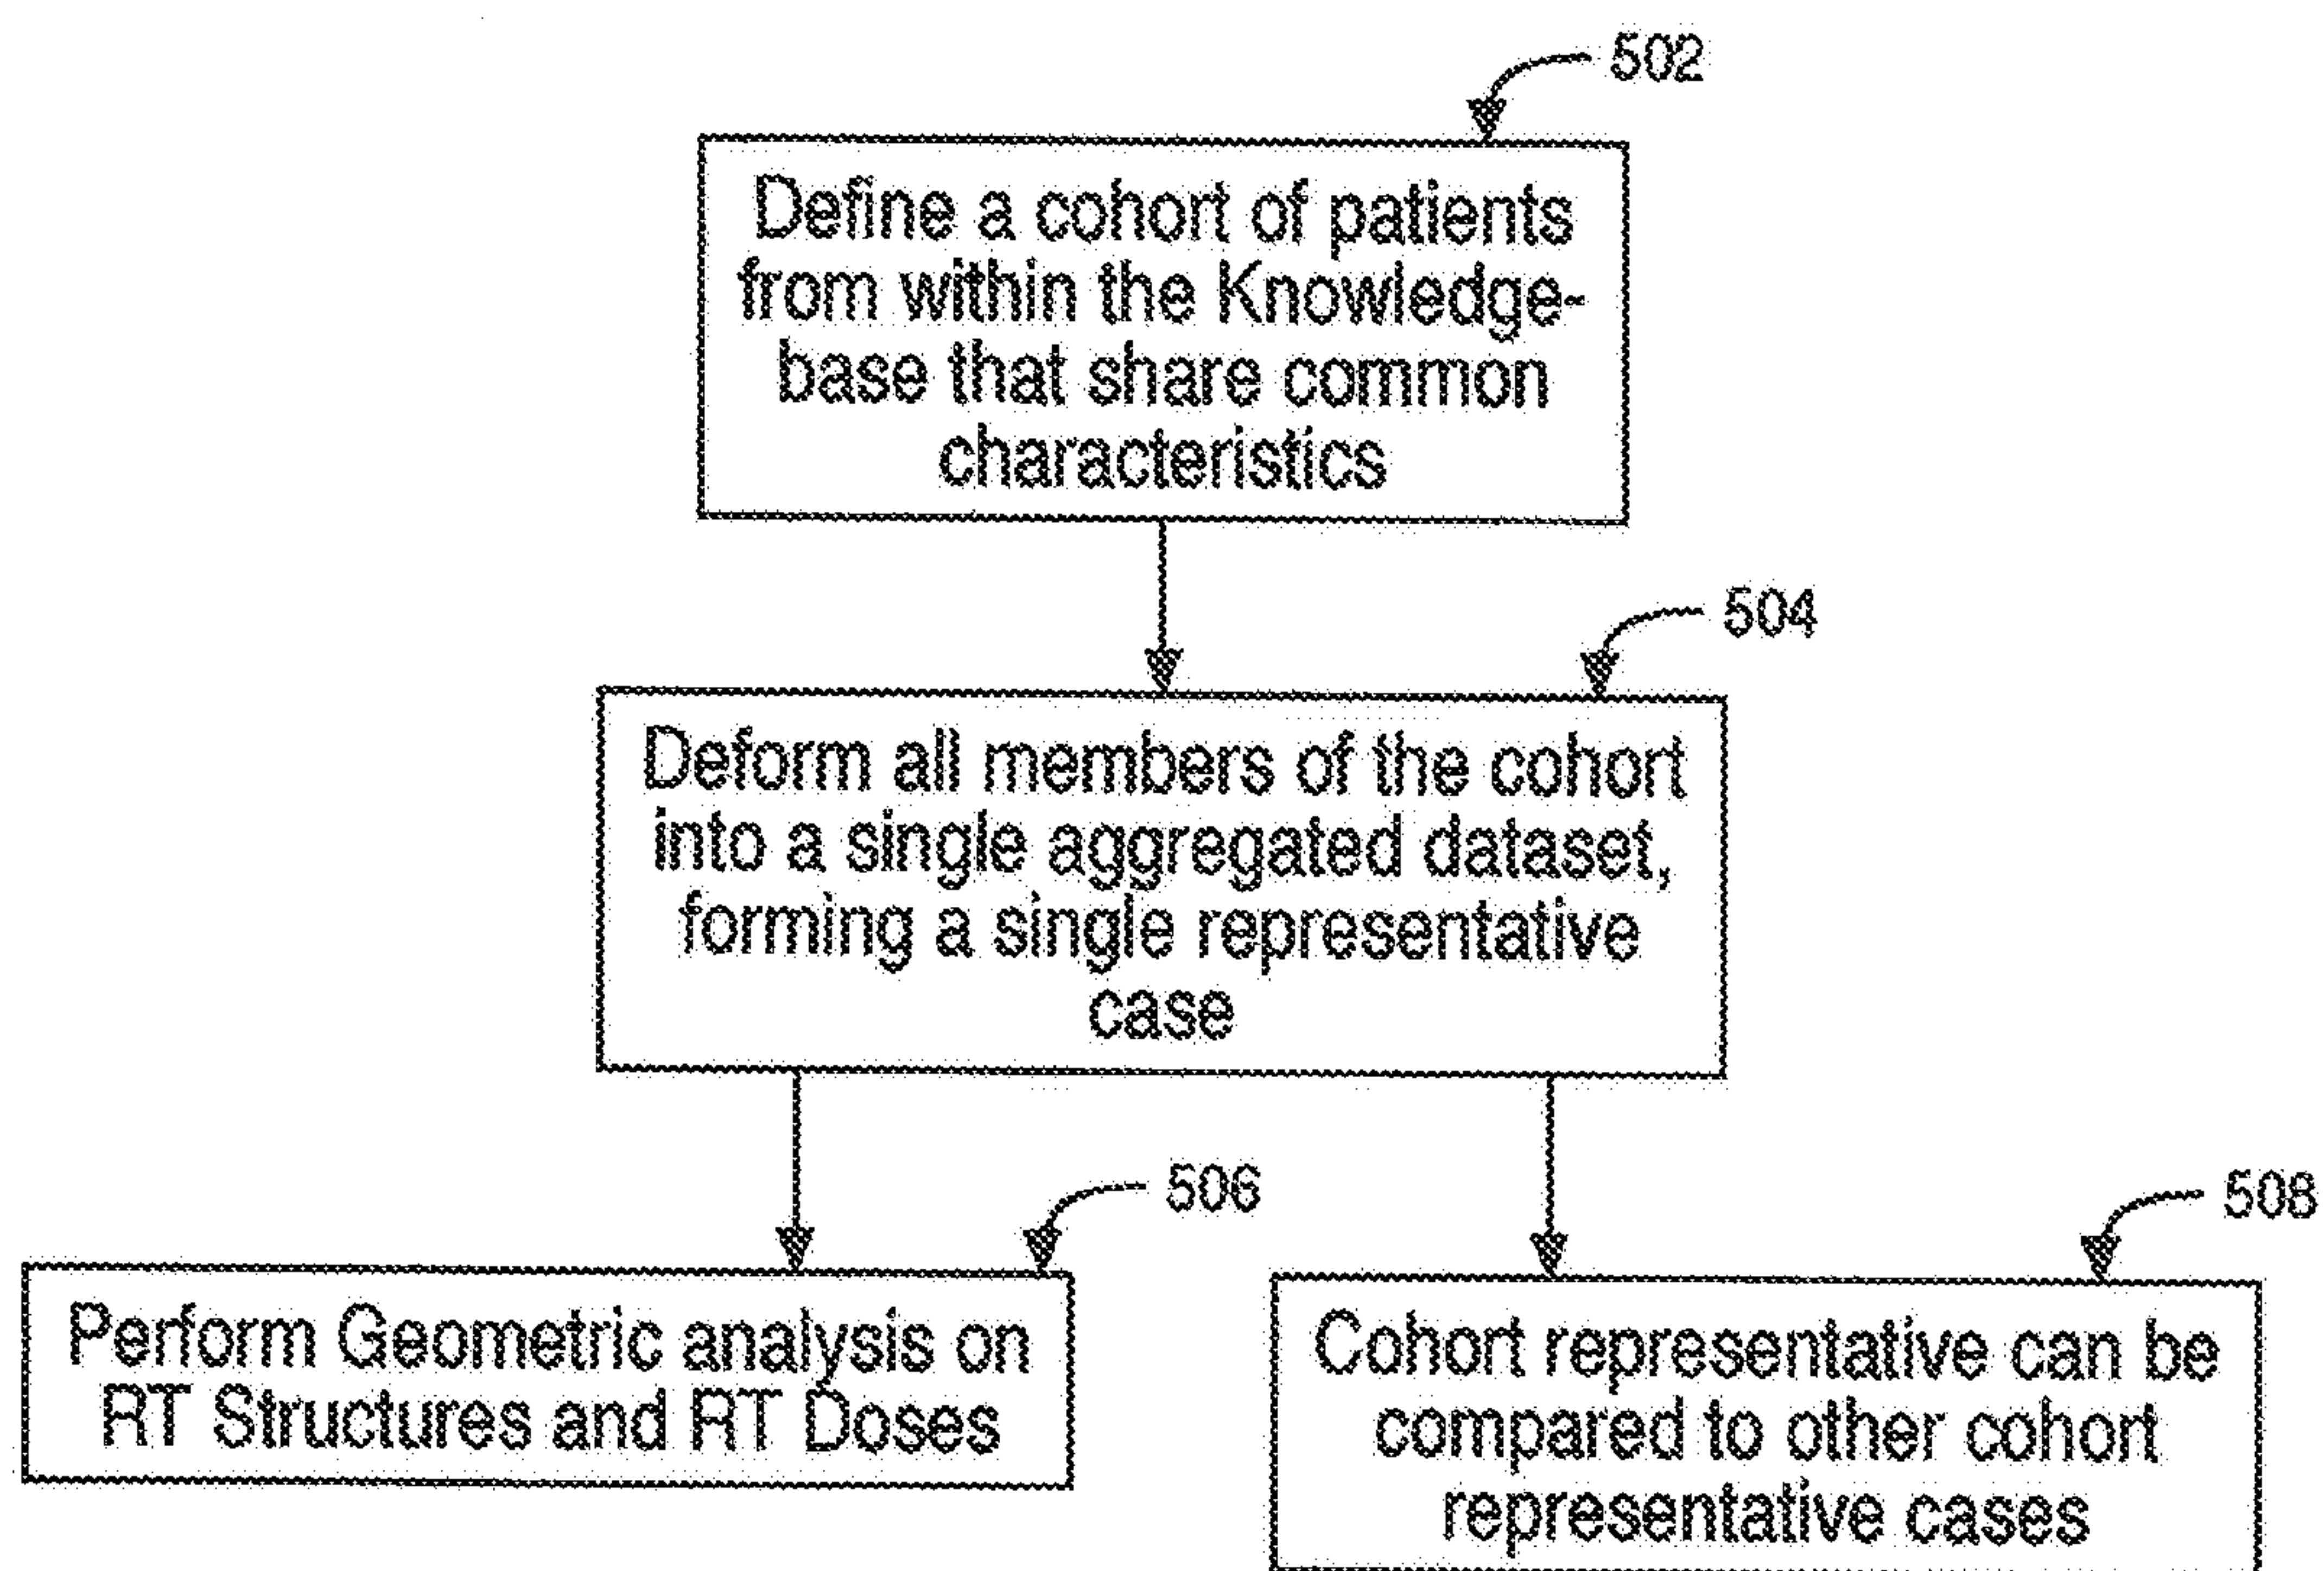 502
Define a cohort of patients
from within the Knowledge-
base that share common
characteristics
504
Deform all members of the cohort
into a single aggregated dataset,
forming a single representative
case
506
Perform Geometric analysis on
RT Structures and RT Doses
508
Cohort representative can be
compared to other cohort
representative cases